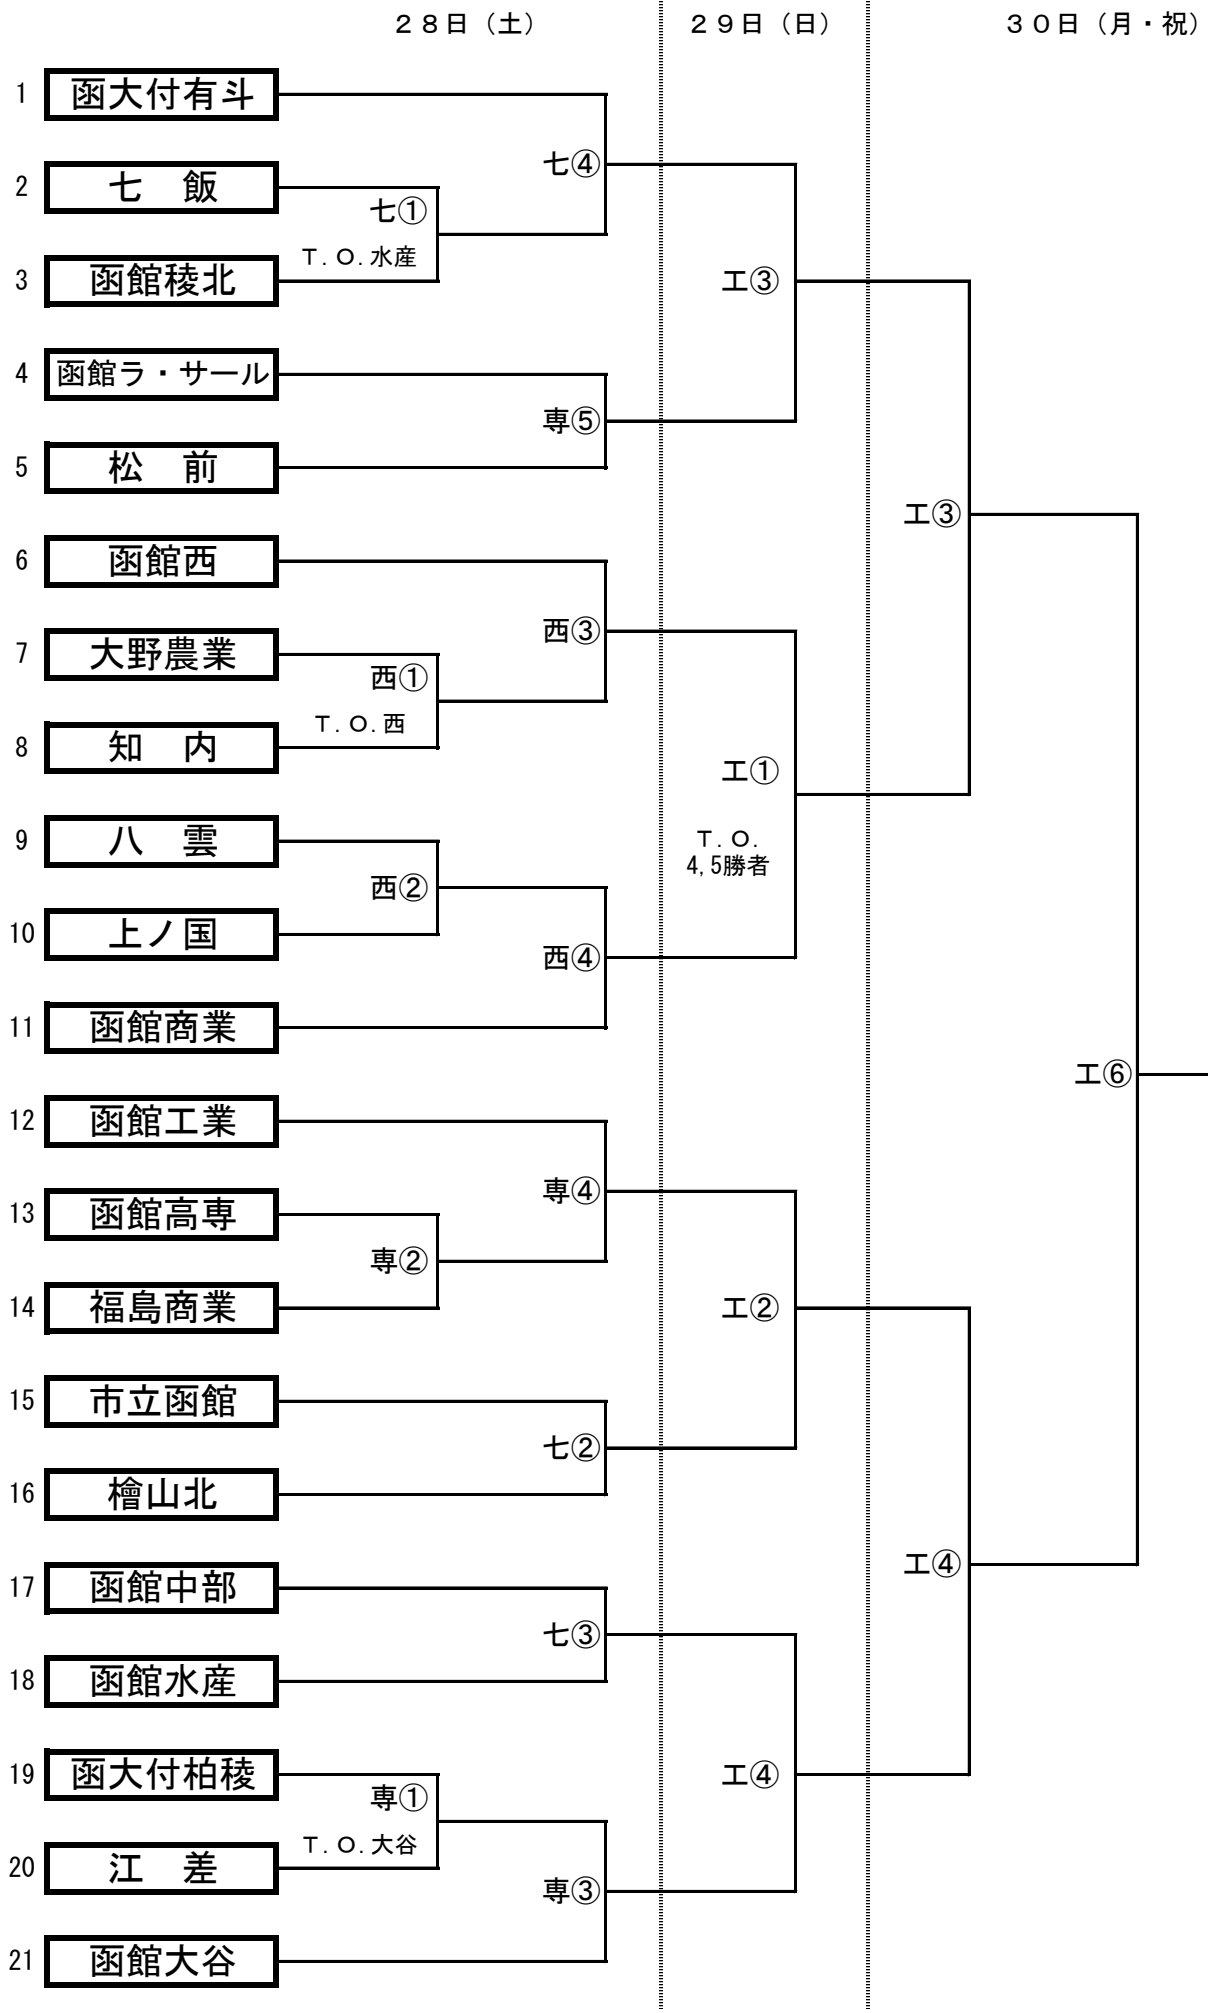 ２８日（土） ２９日（日） ３０日（月・祝）
1 函大付有斗
七④
2 七　飯
七①
T.O.水産
3 函館稜北
工③
4 函館ラ・サール
専⑤
5 松　前
工③
6 函館西
西③
7 大野農業
西①
T.O.西
8 知　内
工①
T.O.
4,5勝者
9 八　雲
西②
10 上ノ国
西④
11 函館商業
工⑥
12 函館工業
専④
13 函館高専
専②
14 福島商業
工②
15 市立函館
七②
16 檜山北
工④
17 函館中部
七③
18 函館水産
19 函大付柏稜
専①
工④
T.O.大谷
20 江　差
専③
21 函館大谷